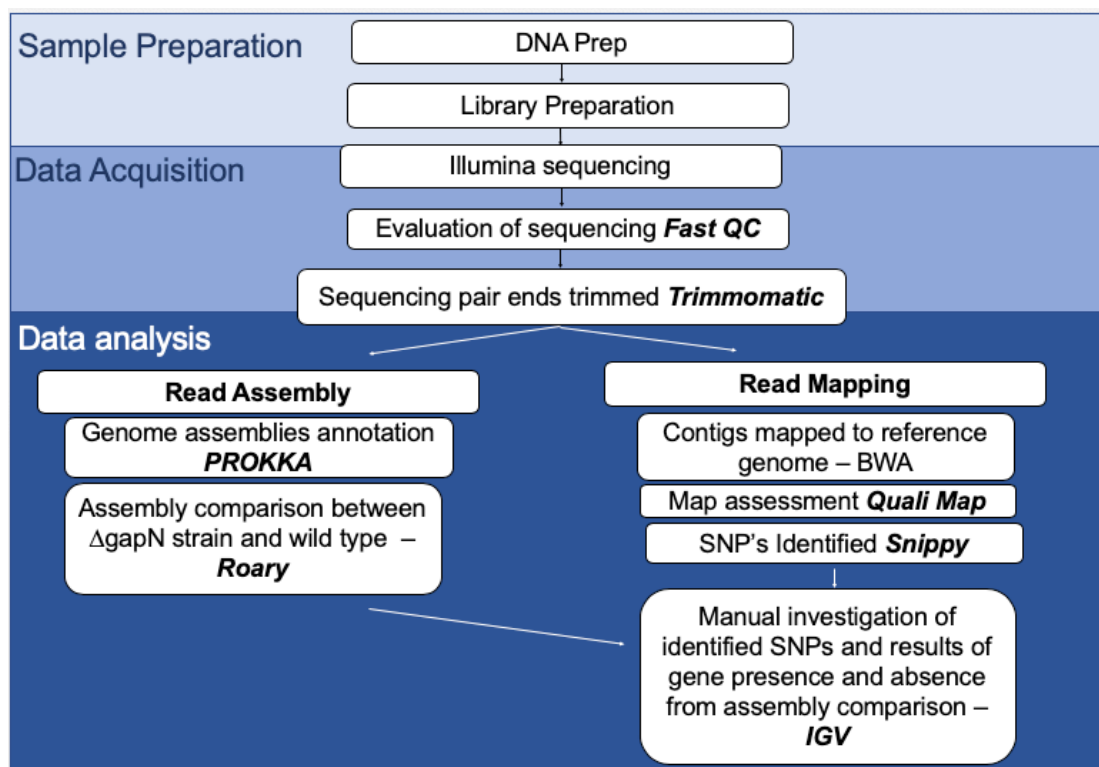 Sample Preparation
DNA Prep
Library Preparation
Data Acquisition
Illumina sequencing
Evaluation of sequencing Fast QC
Sequencing pair ends trimmed Trimmomatic
Data analysis
Read Assembly
Genome assemblies annotation
PROKKA
Assembly comparison between
ΔgapN strain and wild type –
Roary
Read Mapping
Contigs mapped to reference
genome – BWA
Map assessment Quali Map
SNP's Identified Snippy
Manual investigation of
identified SNPs and results of
gene presence and absence
from assembly comparison –
IGV